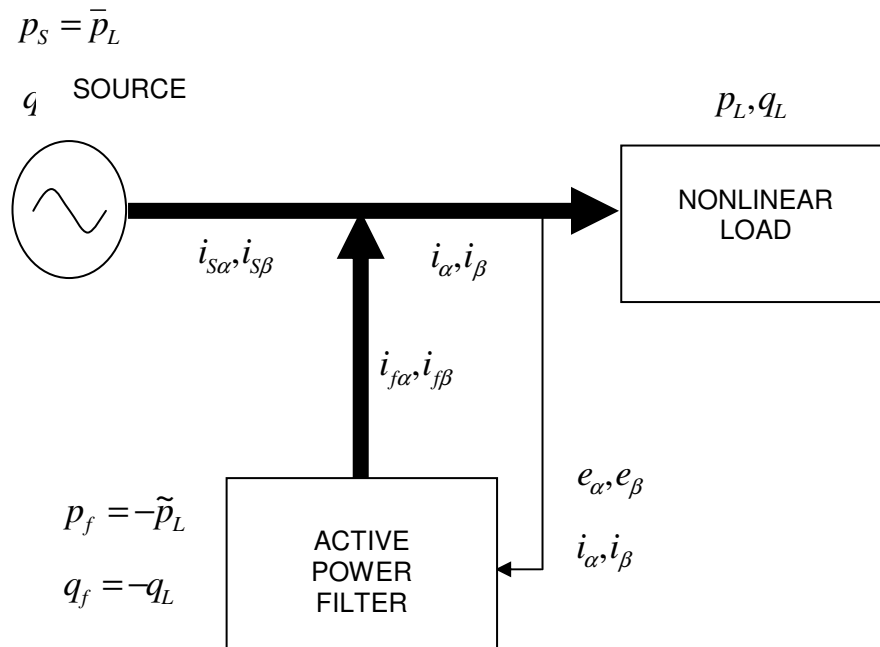 p_S = p̄_L
q SOURCE
p_L, q_L
NONLINEAR
LOAD
i_Sα, i_Sβ
i_α, i_β
i_fα, i_fβ
e_α, e_β
p_f = −p̃_L
ACTIVE
POWER
FILTER
i_α, i_β
q_f = −q_L